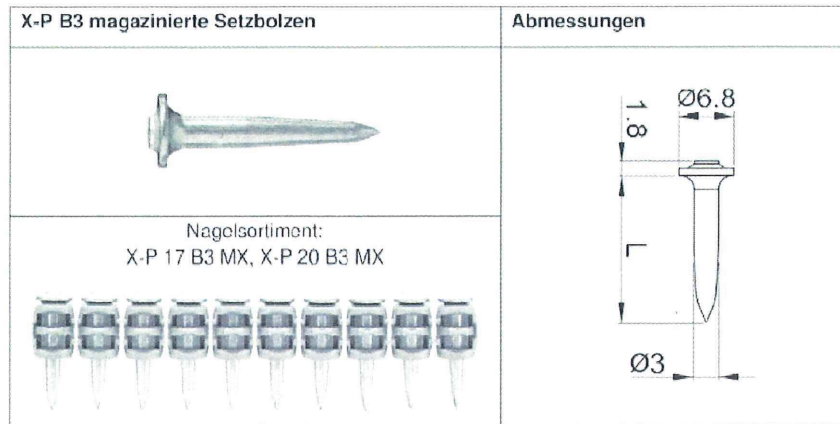 X-P B3 magazinierte Setzbolzen
Abmessungen
Nagelsortiment:
X-P 17 B3 MX, X-P 20 B3 MX
1.8
Ø6.8
L
Ø3